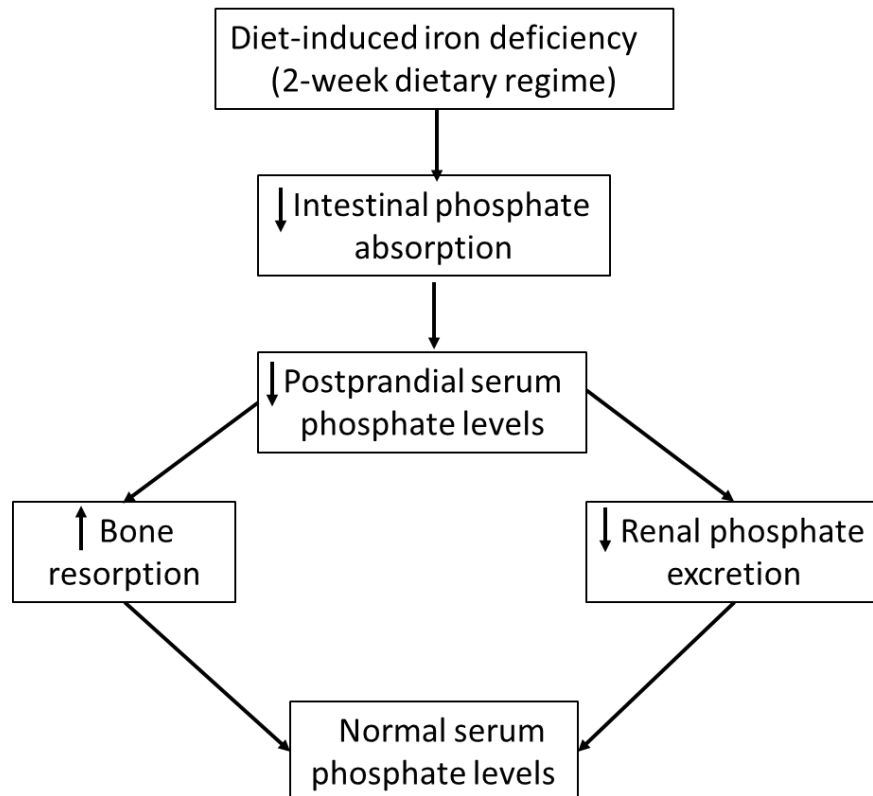 Diet-induced iron deficiency
(2-week dietary regime)
↓ Intestinal phosphate
absorption
↓ Postprandial serum
phosphate levels
↑ Bone
resorption
↓ Renal phosphate
excretion
Normal serum
phosphate levels